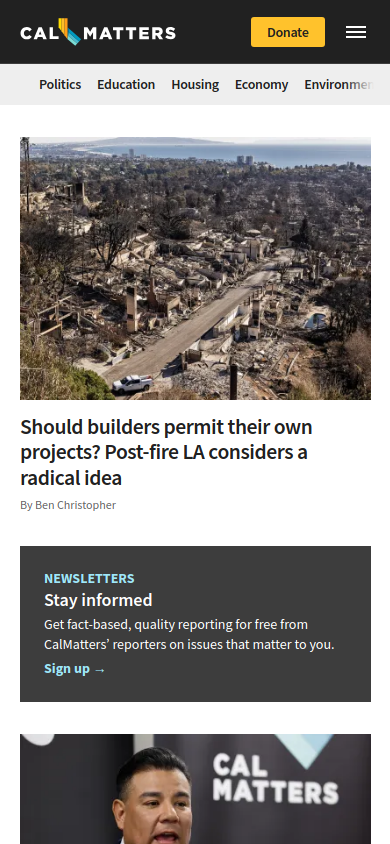 CAL MATTERS
Donate
Politics Education Housing Economy
Should builders permit their own
projects? Post-fire LA considers a
radical idea
By Ben Christopher
NEWSLETTERS
Stay informed
Get fact-based, quality reporting for free from
CalMatters’ reporters on issues that matter to you.
Sign up →
CAL
MATTERS